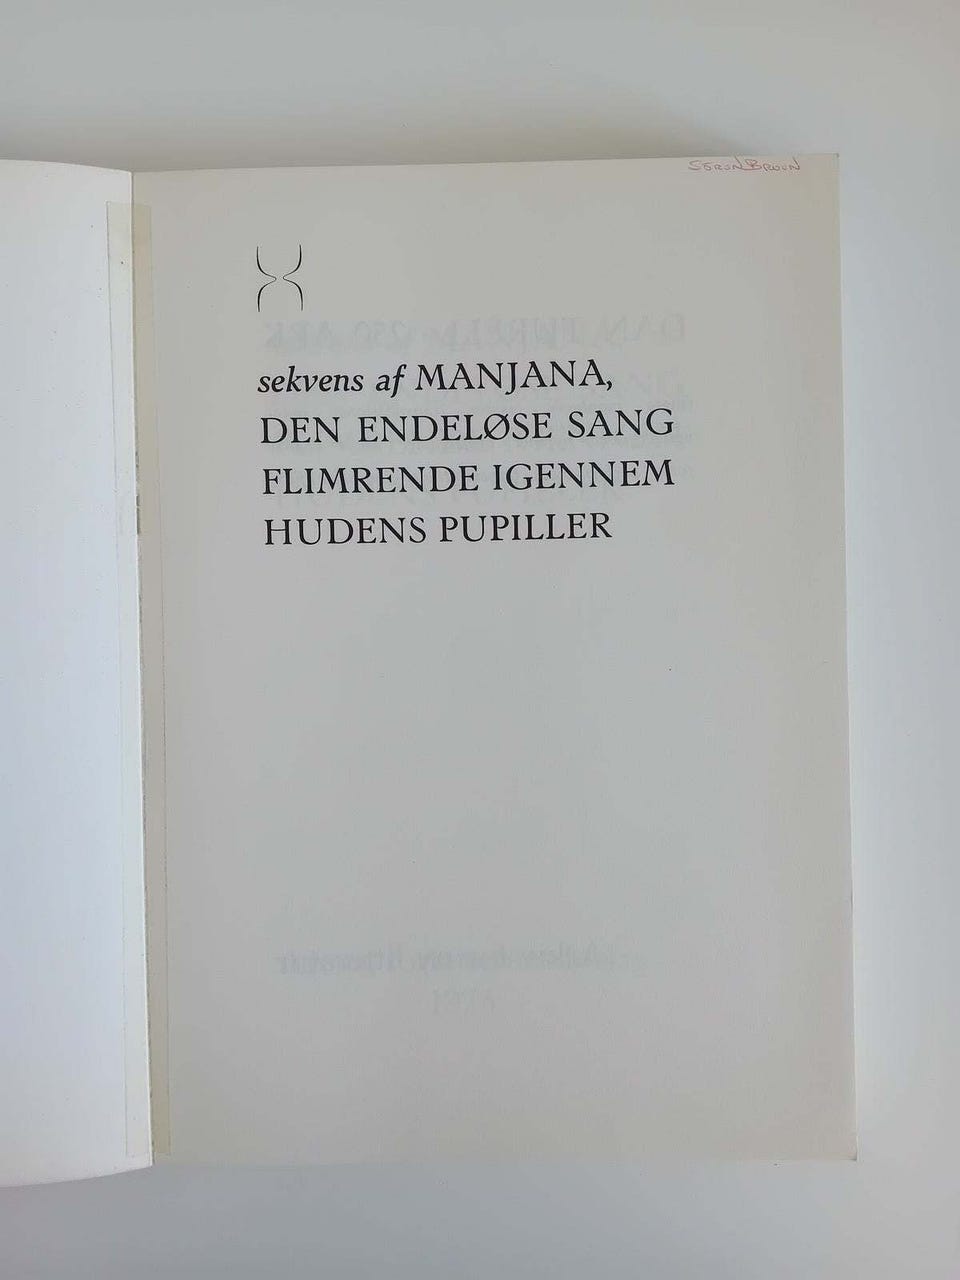 sekvens af MANJANA,
DEN ENDELØSE SANG
FLIMRENDE IGENNEM
HUDENS PUPILLER